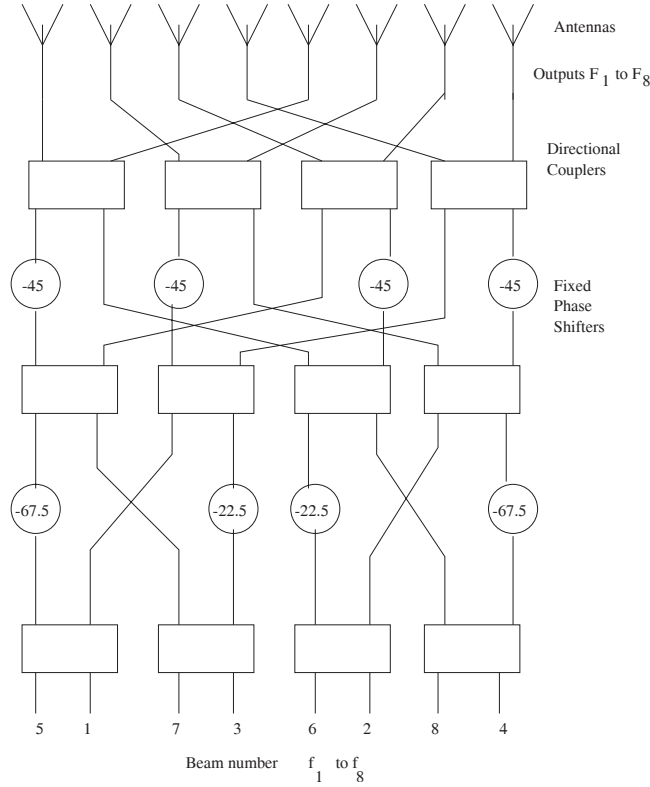 Antennas
Outputs F1 to F8
Directional
Couplers
-45 -45 -45 -45
Fixed
Phase
Shifters
-67.5 -22.5 -22.5 -67.5
5 1 7 3 6 2 8 4
Beam number f1 to f8